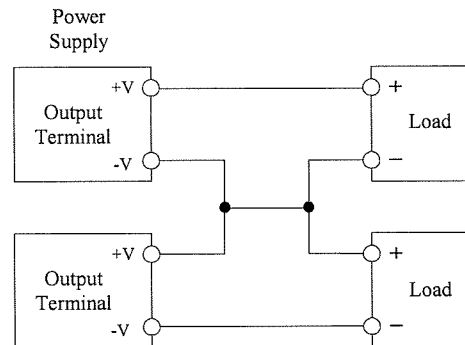 Power
Supply
+V
+
Output
Terminal
Load
-V
−
+V
+
Output
Terminal
Load
-V
−